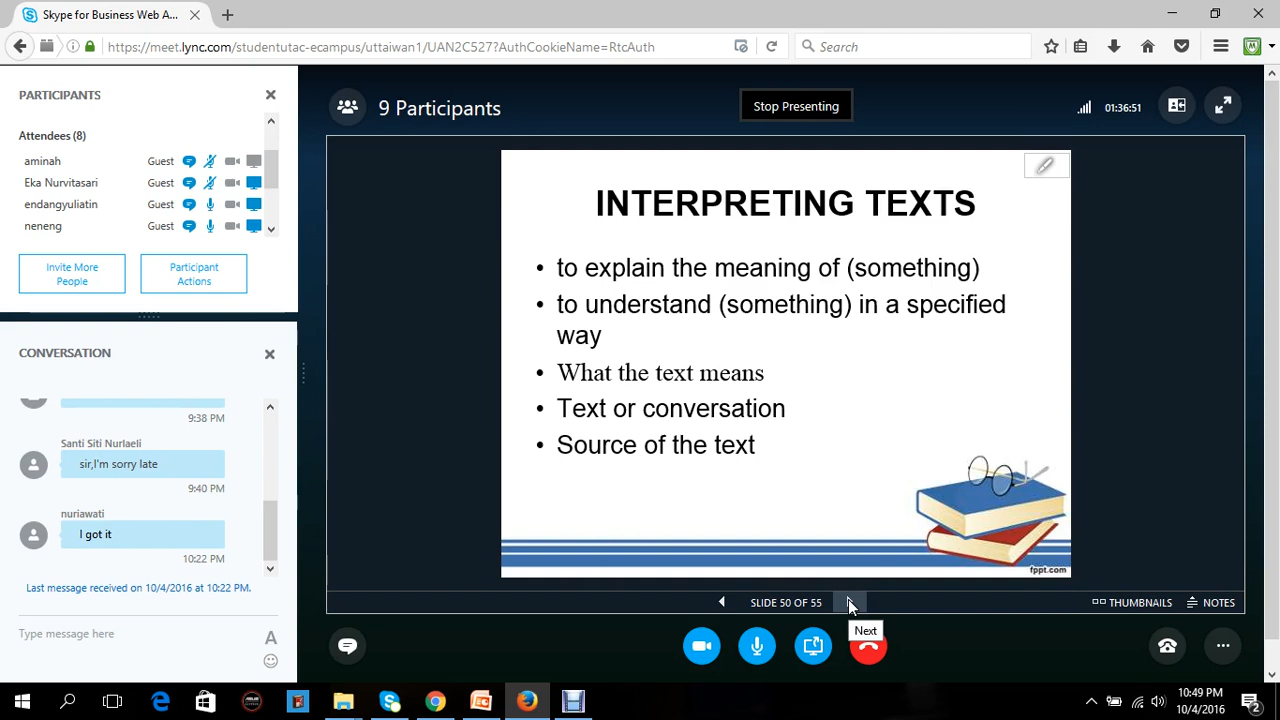 Skype for Business Web A...
https://meet.lync.com/studentutac-ecampus/uttaiwan1/UAN2C527?AuthCookieName=RtcAuth
Search
PARTICIPANTS
Attendees (8)
aminah Guest
Eka Nurvitasari Guest
endangyuliatin Guest
neneng Guest
Invite More People
Participant Actions
CONVERSATION
9:38 PM
Santi Siti Nurlaeli
sir,I'm sorry late
9:40 PM
nuriawati
I got it
10:22 PM
Last message received on 10/4/2016 at 10:22 PM.
Type message here
A
9 Participants
Stop Presenting
01:36:51
INTERPRETING TEXTS
• to explain the meaning of (something)
• to understand (something) in a specified
way
• What the text means
• Text or conversation
• Source of the text
fppt.com
SLIDE 50 OF 55
THUMBNAILS
NOTES
Next
10:49 PM
10/4/2016
2